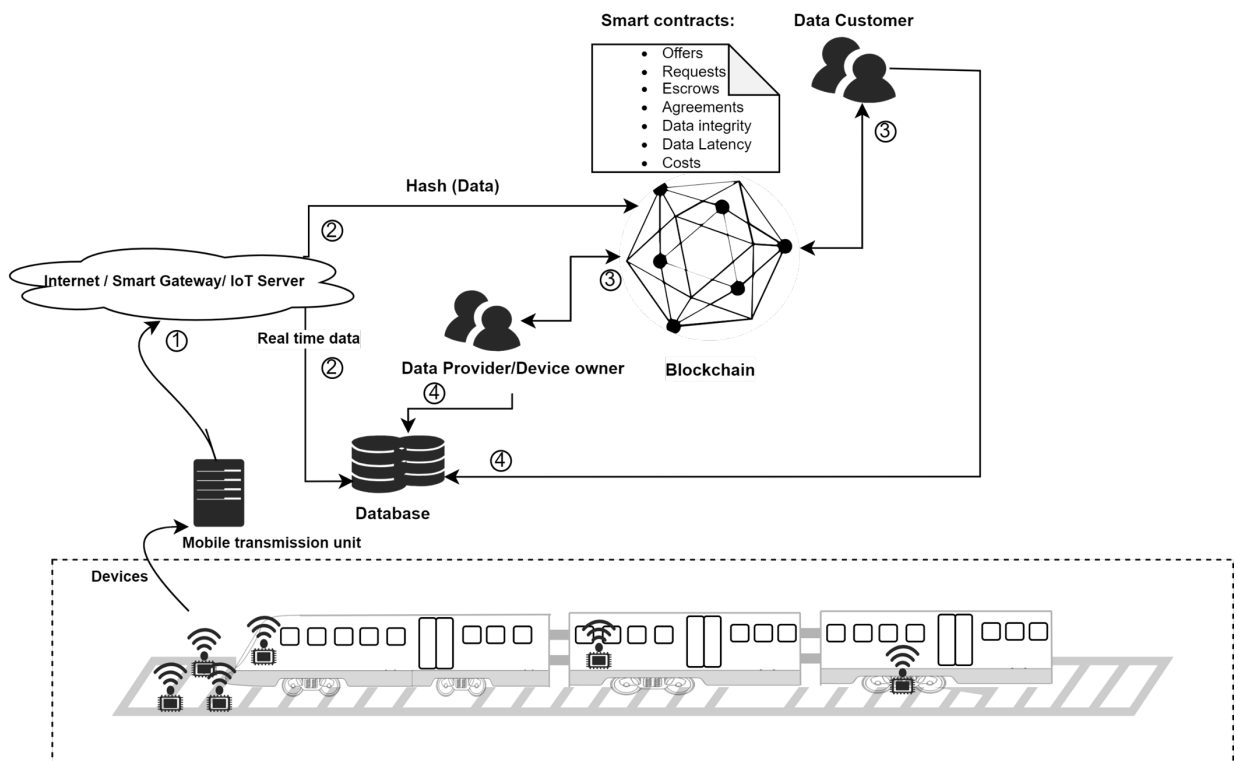 Smart contracts:
Data Customer
• Offers
• Requests
• Escrows
• Agreements
• Data integrity
• Data Latency
• Costs
③
Hash (Data)
②
③
Internet / Smart Gateway/ IoT Server
①
Real time data
②
Data Provider/Device owner
Blockchain
④
④
Database
Mobile transmission unit
Devices